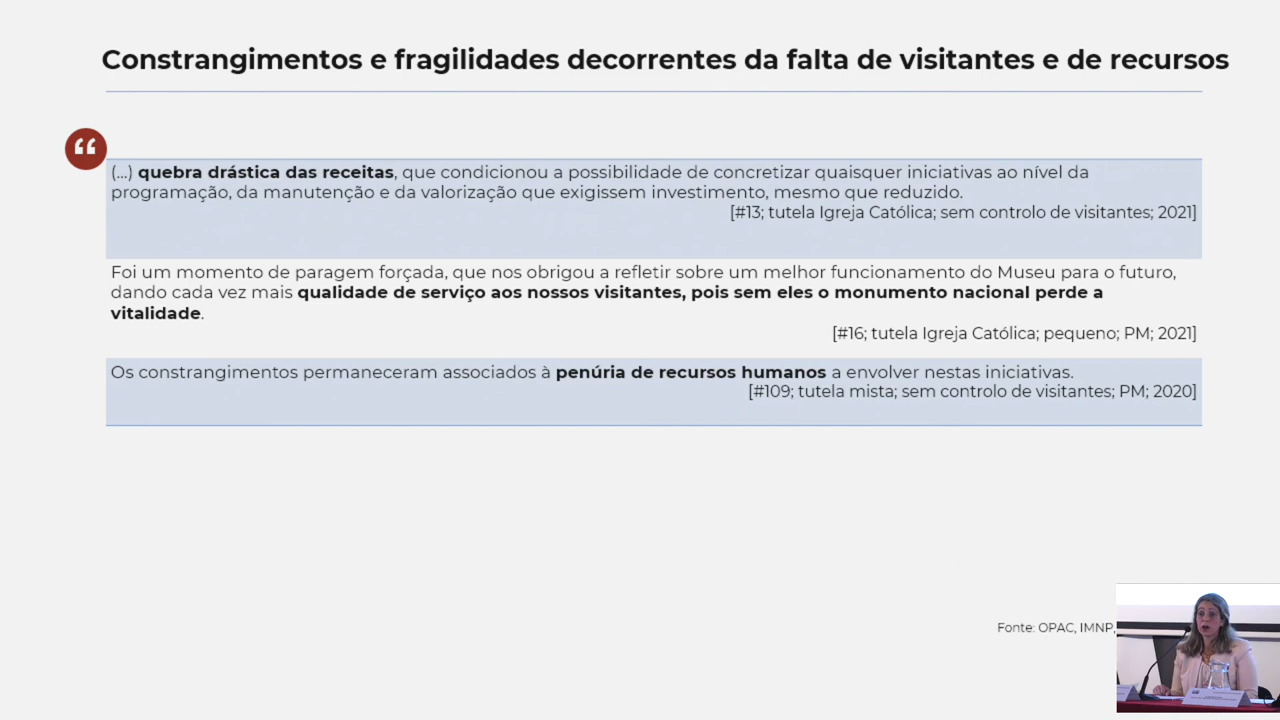 Constrangimentos e fragilidades decorrentes da falta de visitantes e de recursos
(...) quebra drástica das receitas, que condicionou a possibilidade de concretizar quaisquer iniciativas ao nível da
programação, da manutenção e da valorização que exigissem investimento, mesmo que reduzido.
[#13; tutela Igreja Católica; sem controlo de visitantes; 2021]
Foi um momento de paragem forçada, que nos obrigou a refletir sobre um melhor funcionamento do Museu para o futuro,
dando cada vez mais qualidade de serviço aos nossos visitantes, pois sem eles o monumento nacional perde a
vitalidade.
[#16; tutela Igreja Católica; pequeno; PM; 2021]
Os constrangimentos permaneceram associados à penúria de recursos humanos a envolver nestas iniciativas.
[#109; tutela mista; sem controlo de visitantes; PM; 2020]
Fonte: OPAC, IMNP,